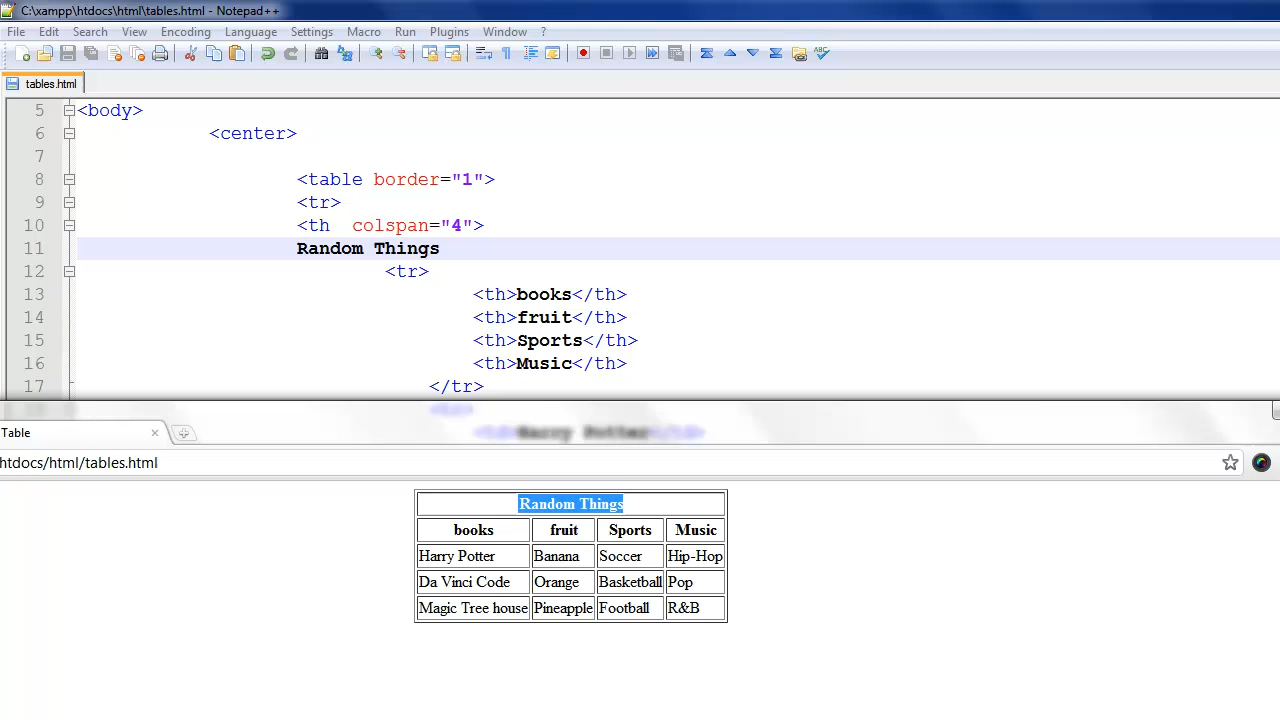 C:\xampp\htdocs\html\tables.html - Notepad++
File Edit Search View Encoding Language Settings Macro Run Plugins Window ?
tables.html
5 <body>
6 <center>
7
8 <table border="1">
9 <tr>
10 <th colspan="4">
11 Random Things
12 <tr>
13 <th>books</th>
14 <th>fruit</th>
15 <th>Sports</th>
16 <th>Music</th>
17 </tr>
<td>Harry Potter</td>
Table
htdocs/html/tables.html
Random Things
books fruit Sports Music
Harry Potter Banana Soccer Hip-Hop
Da Vinci Code Orange Basketball Pop
Magic Tree house Pineapple Football R&B